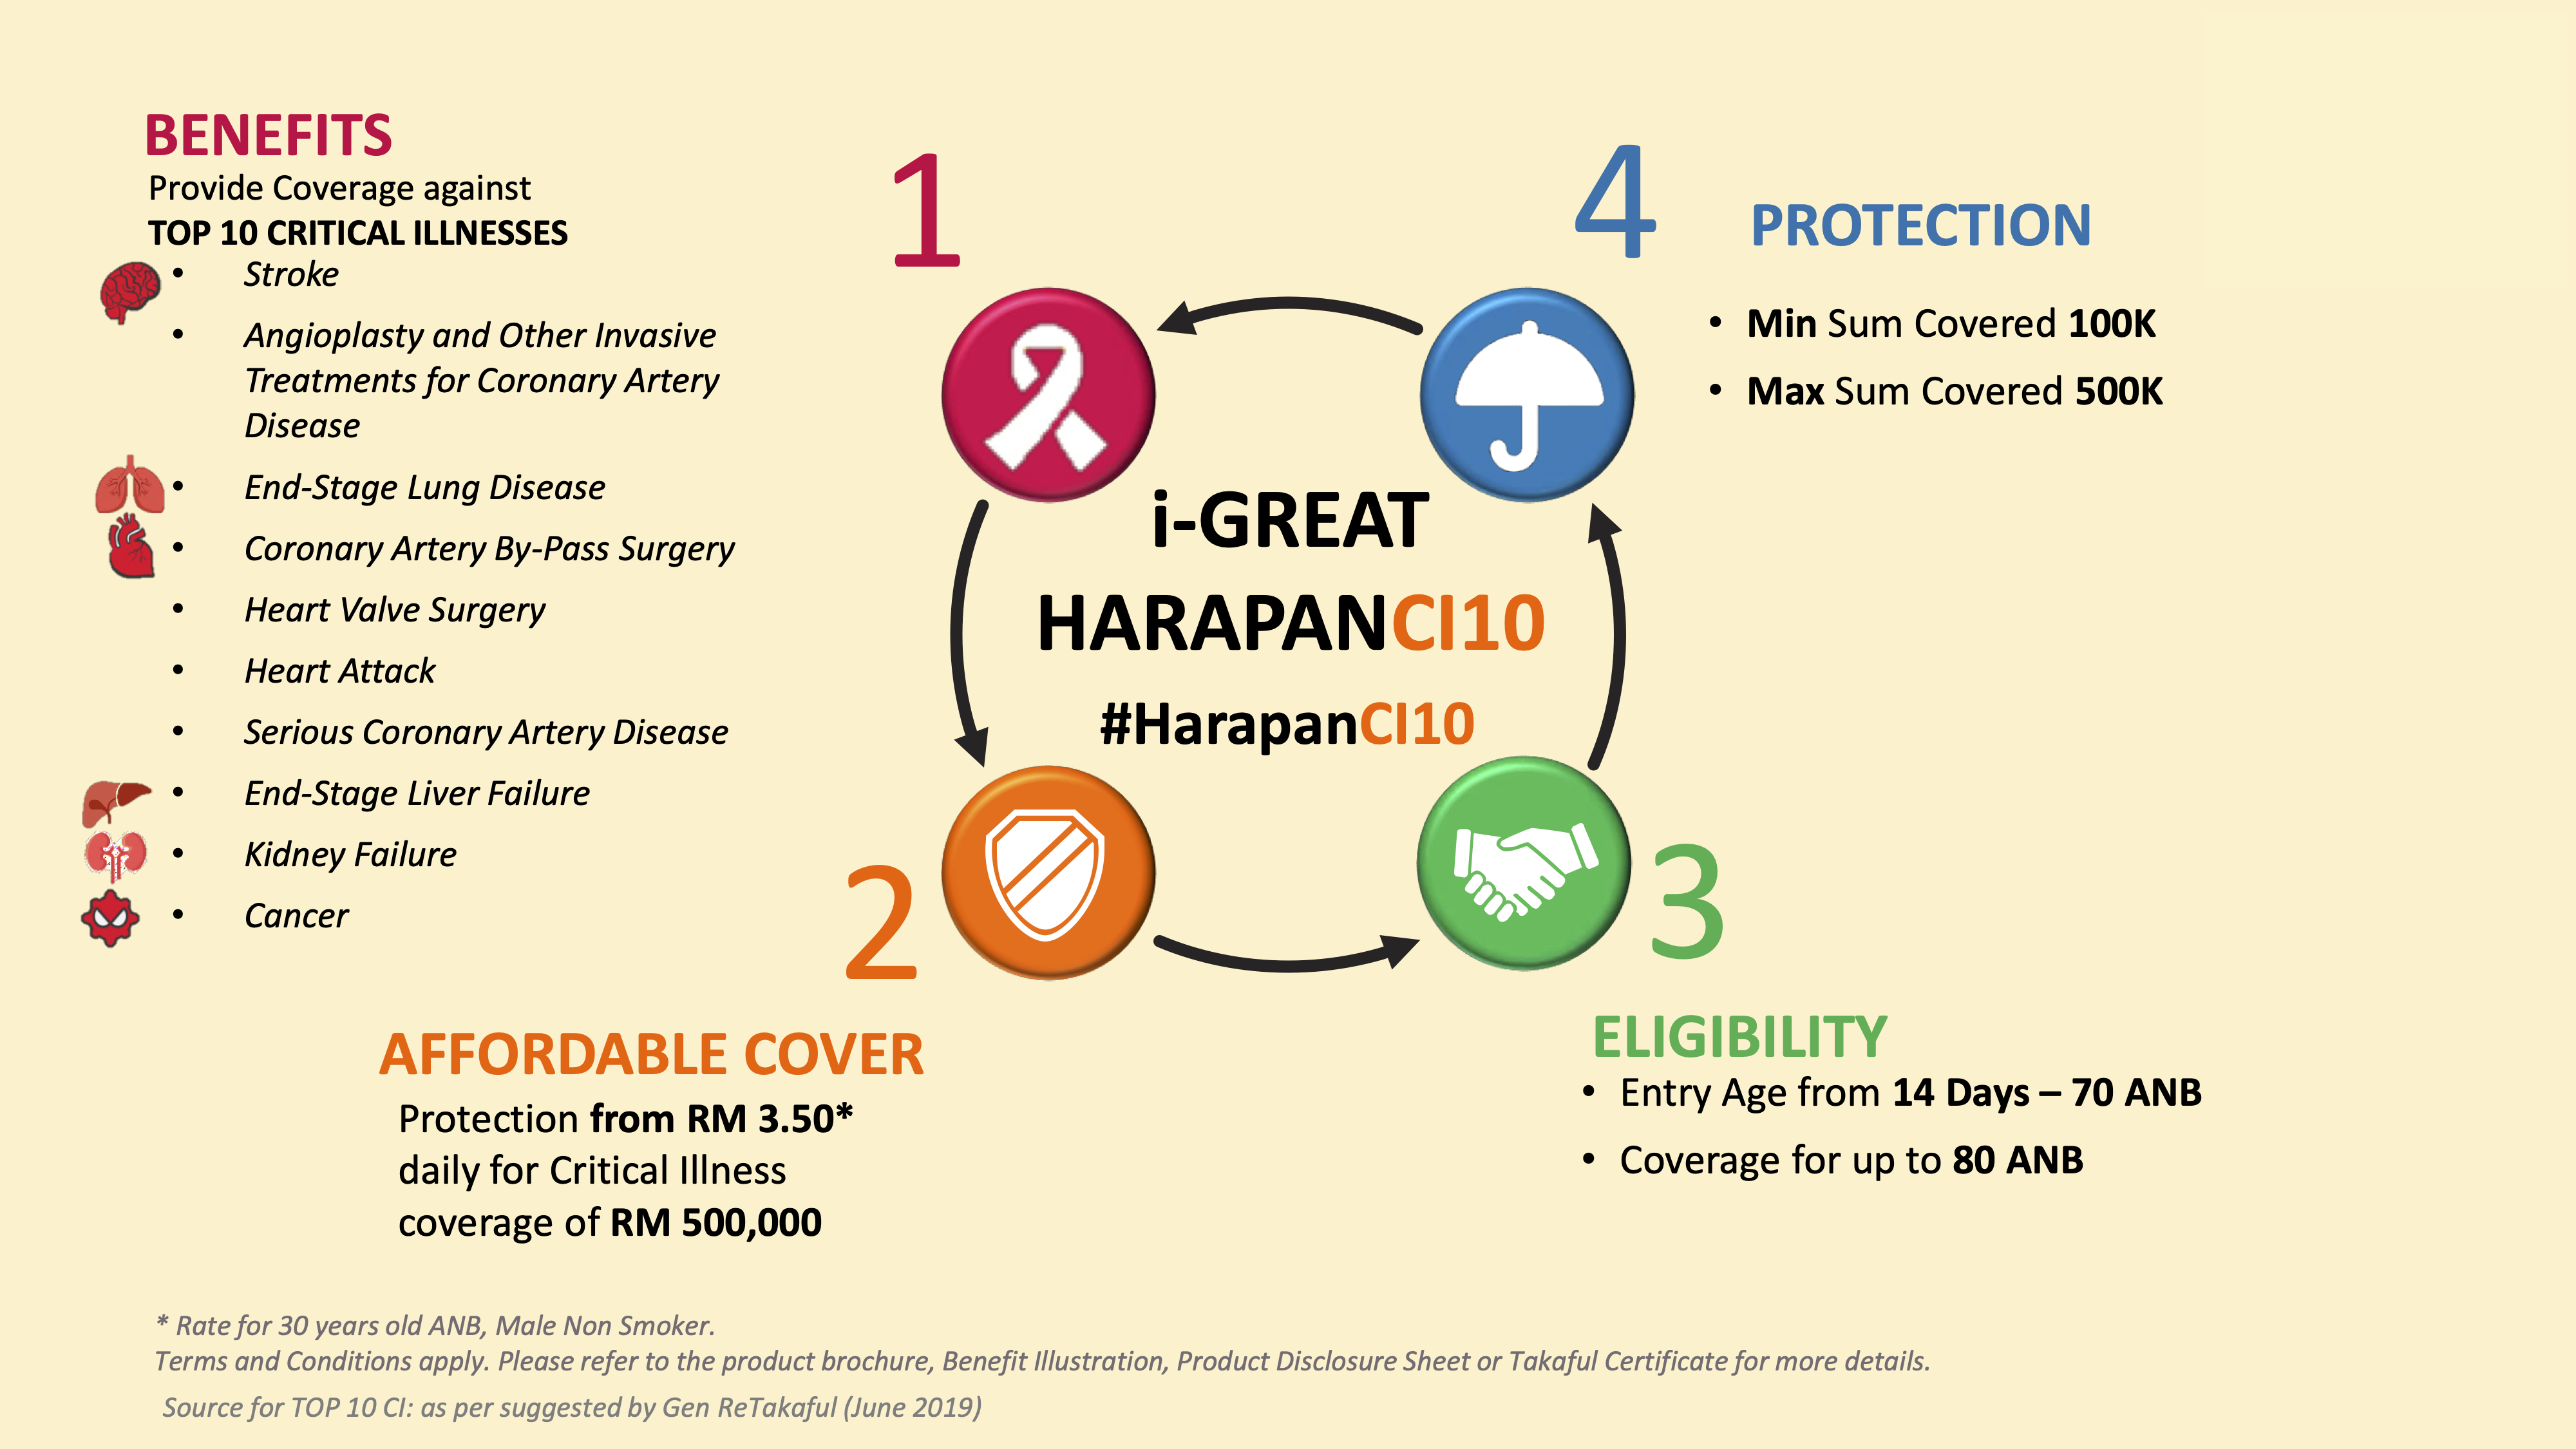 BENEFITS
Provide Coverage against
TOP 10 CRITICAL ILLNESSES
• Stroke
• Angioplasty and Other Invasive
Treatments for Coronary Artery
Disease
• End-Stage Lung Disease
• Coronary Artery By-Pass Surgery
• Heart Valve Surgery
• Heart Attack
• Serious Coronary Artery Disease
• End-Stage Liver Failure
• Kidney Failure
• Cancer
1
4
PROTECTION
• Min Sum Covered 100K
• Max Sum Covered 500K
i-GREAT
HARAPANCI10
#HarapanCI10
2
AFFORDABLE COVER
Protection from RM 3.50*
daily for Critical Illness
coverage of RM 500,000
3
ELIGIBILITY
• Entry Age from 14 Days – 70 ANB
• Coverage for up to 80 ANB
* Rate for 30 years old ANB, Male Non Smoker.
Terms and Conditions apply. Please refer to the product brochure, Benefit Illustration, Product Disclosure Sheet or Takaful Certificate for more details.
Source for TOP 10 CI: as per suggested by Gen ReTakaful (June 2019)